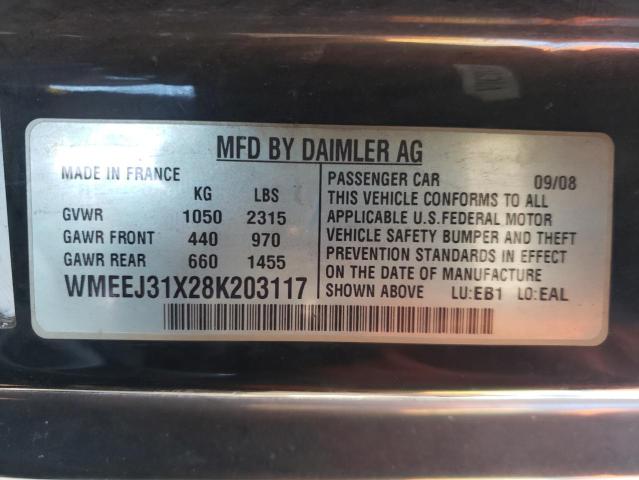 MFD BY DAIMLER AG
MADE IN FRANCE
KG LBS
GVWR 1050 2315
GAWR FRONT 440 970
GAWR REAR 660 1455
WMEEJ31X28K203117
PASSENGER CAR 09/08
THIS VEHICLE CONFORMS TO ALL
APPLICABLE U.S.FEDERAL MOTOR
VEHICLE SAFETY BUMPER AND THEFT
PREVENTION STANDARDS IN EFFECT
ON THE DATE OF MANUFACTURE
SHOWN ABOVE LU:EB1 LO:EAL